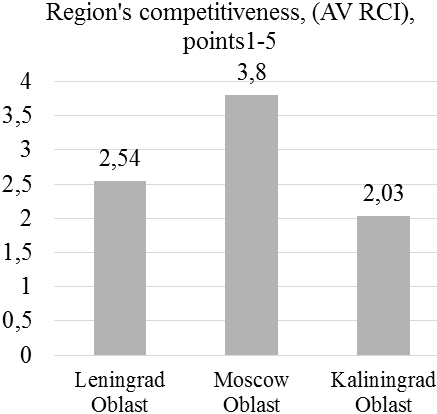 Region's competitiveness, (AV RCI),
points1-5
4
3,5
3
2,5
2
1,5
1
0,5
0
2,54
3,8
2,03
Leningrad
Oblast
Moscow
Oblast
Kaliningrad
Oblast